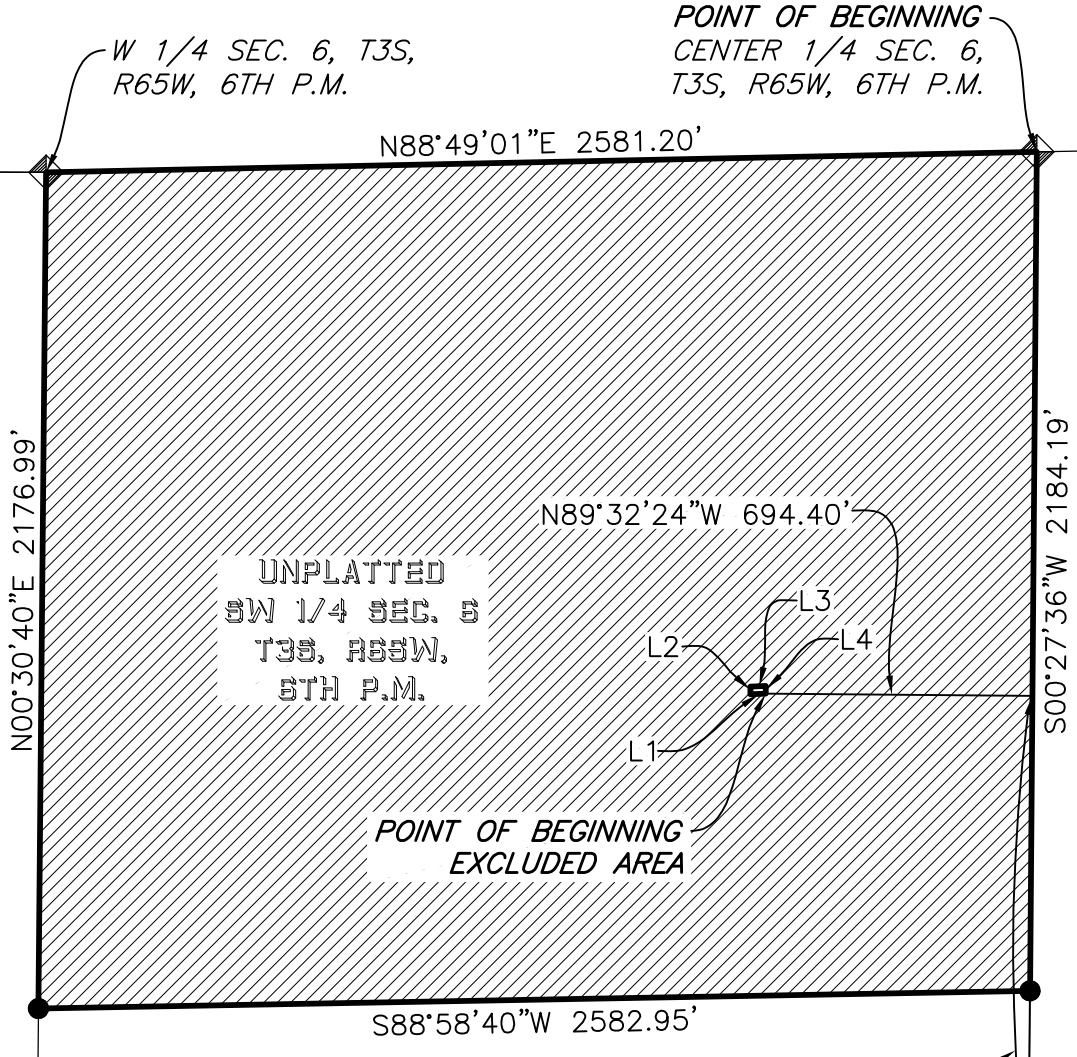 POINT OF BEGINNING
CENTER 1/4 SEC. 6,
T3S, R65W, 6TH P.M.
W 1/4 SEC. 6, T3S,
R65W, 6TH P.M.
N88°49'01"E 2581.20'
N00°30'40"E 2176.99'
S00°27'36"W 2184.19'
N89°32'24"W 694.40'
UNPLATTED
SW 1/4 SEC. 6
T3S, R65W,
6TH P.M.
L3
L2
L4
L1
POINT OF BEGINNING
EXCLUDED AREA
S88°58'40"W 2582.95'